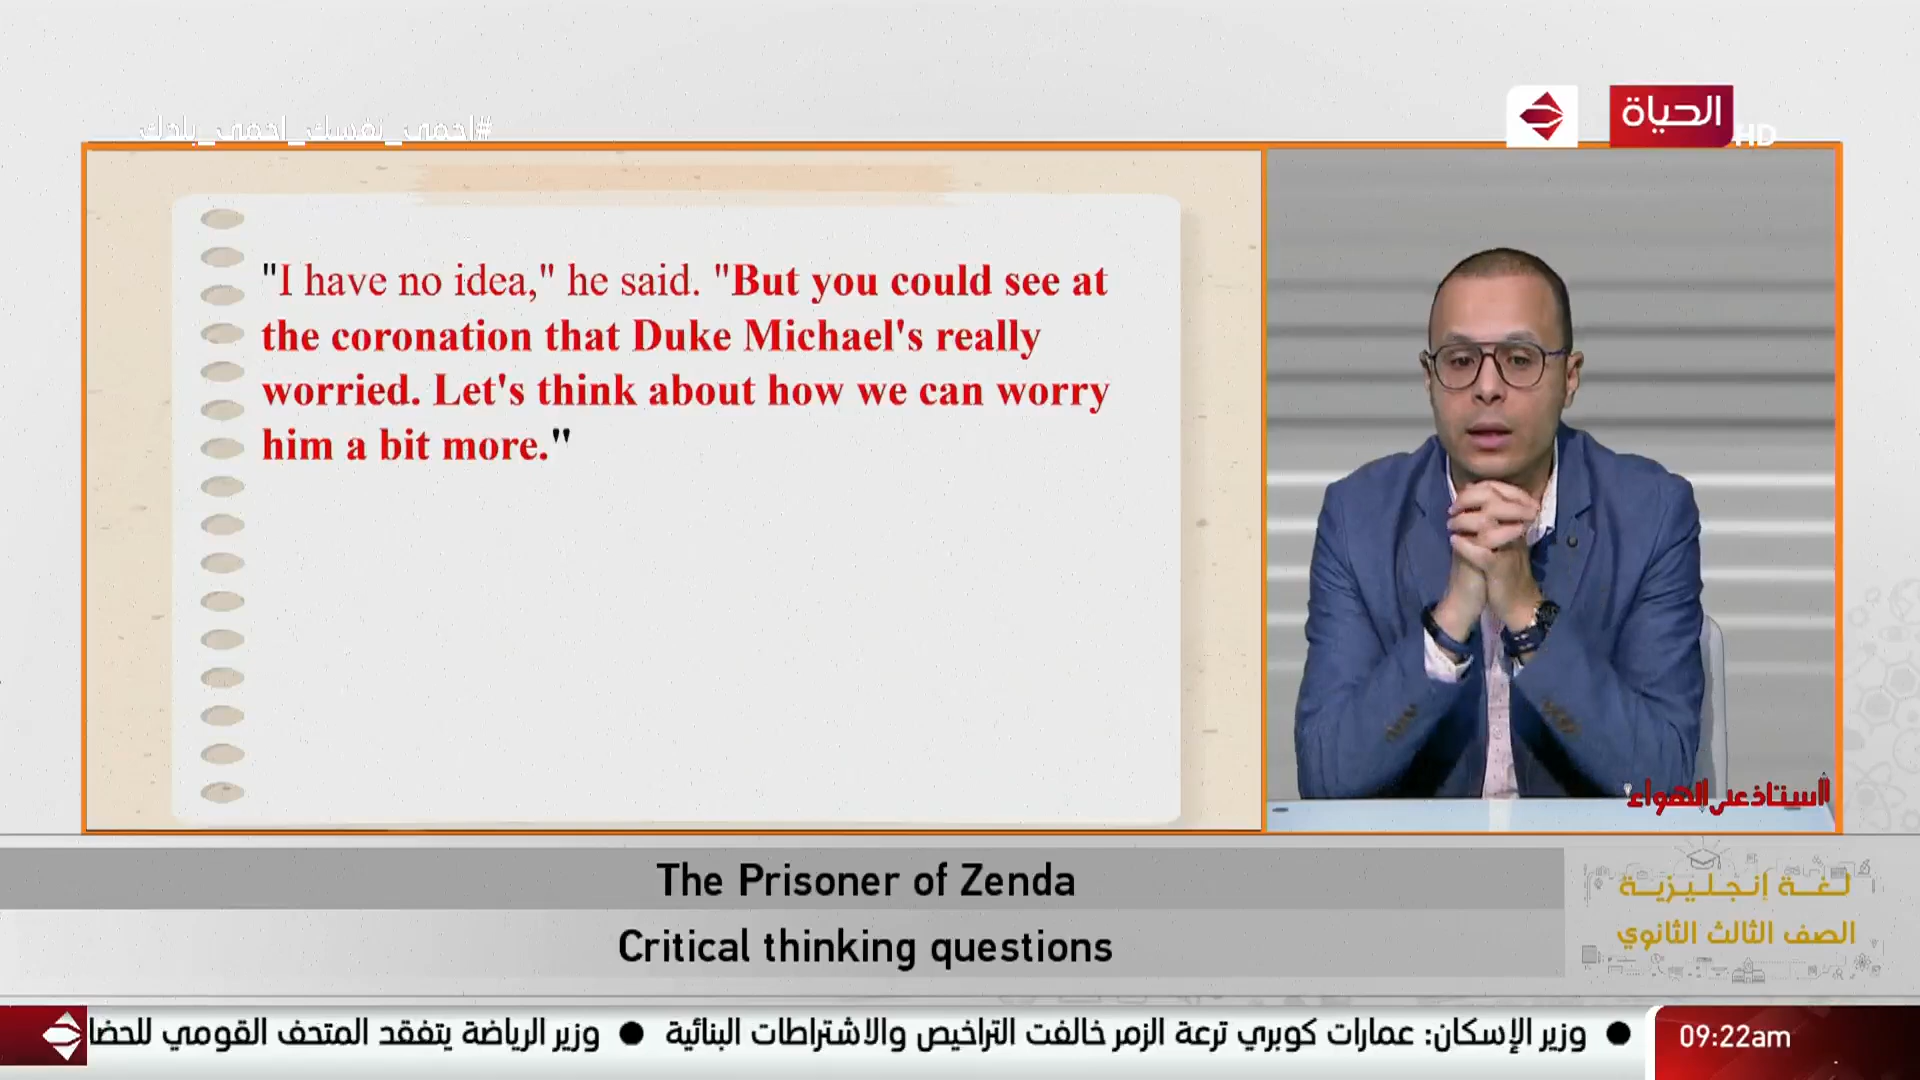 #احمي_نفسك_احمي_بلدك
الحياة
HD
"I have no idea," he said. "But you could see at
the coronation that Duke Michael's really
worried. Let's think about how we can worry
him a bit more."
أستاذ على الهواء
The Prisoner of Zenda
Critical thinking questions
لغة إنجليزية
الصف الثالث الثانوي
وزير الإسكان: عمارات كوبري ترعة الزمر خالفت التراخيص والاشتراطات البنائية ● وزير الرياضة يتفقد المتحف القومي للحضا
09:22am